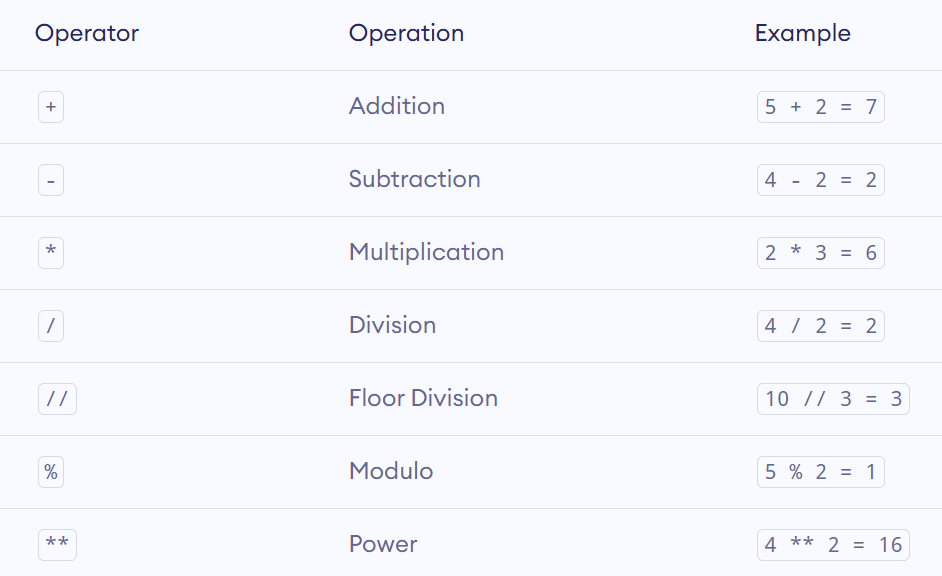 Operator Operation Example
+ Addition 5 + 2 = 7
- Subtraction 4 - 2 = 2
* Multiplication 2 * 3 = 6
/ Division 4 / 2 = 2
// Floor Division 10 // 3 = 3
% Modulo 5 % 2 = 1
** Power 4 ** 2 = 16